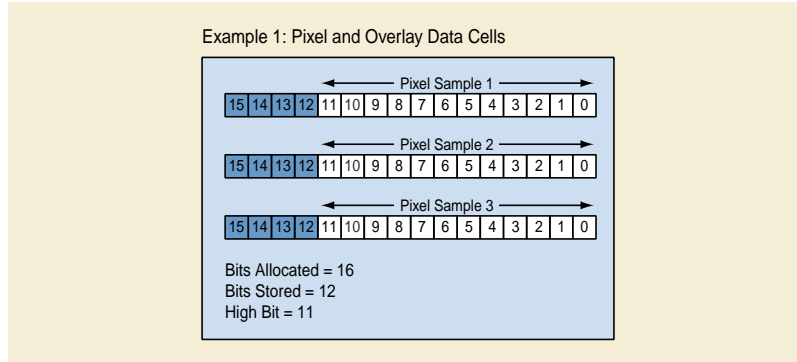 Example 1: Pixel and Overlay Data Cells
Pixel Sample 1
15 14 13 12 11 10 9 8 7 6 5 4 3 2 1 0
Pixel Sample 2
15 14 13 12 11 10 9 8 7 6 5 4 3 2 1 0
Pixel Sample 3
15 14 13 12 11 10 9 8 7 6 5 4 3 2 1 0
Bits Allocated = 16
Bits Stored = 12
High Bit = 11